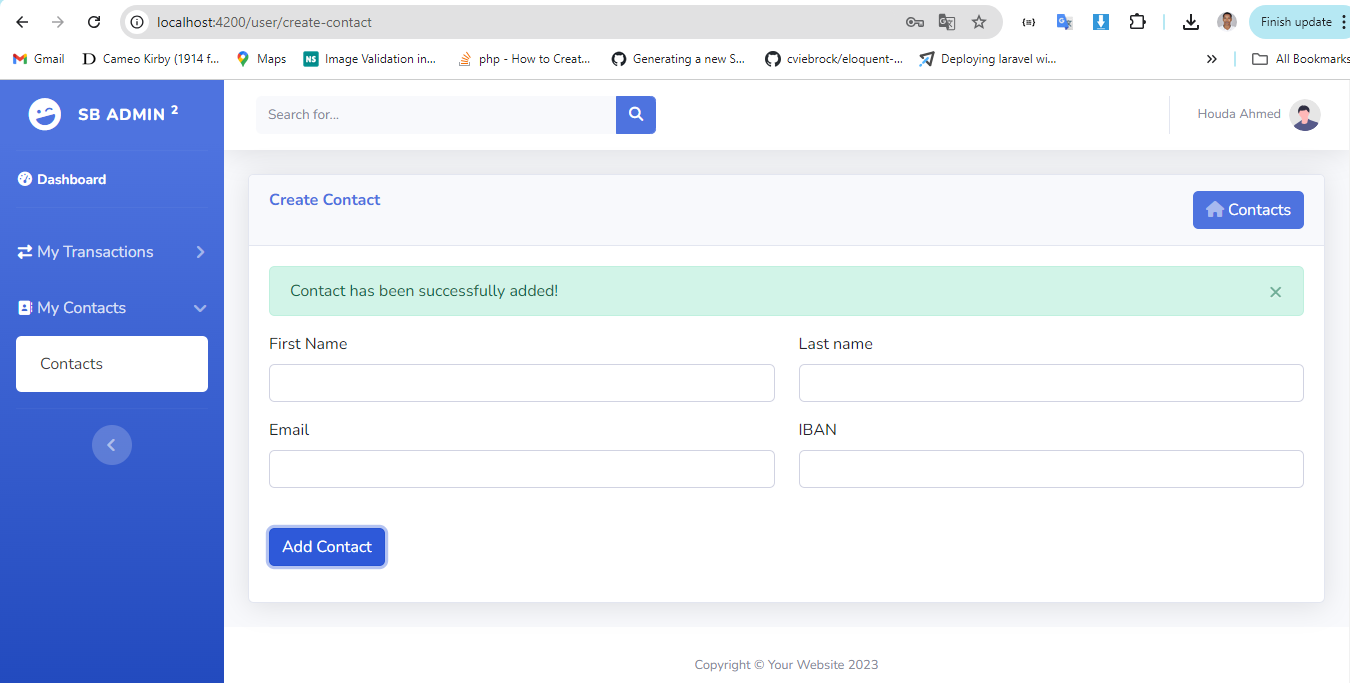 localhost:4200/user/create-contact
Finish update
Gmail
Cameo Kirby (1914 f...
Maps
NS Image Validation in...
php - How to Creat...
Generating a new S...
cviebrock/eloquent-...
Deploying laravel wi...
»
All Bookmarks
SB ADMIN 2
Search for...
Houda Ahmed
Dashboard
My Transactions
My Contacts
Contacts
Create Contact
Contacts
Contact has been successfully added!
×
First Name
Last name
Email
IBAN
Add Contact
Copyright © Your Website 2023